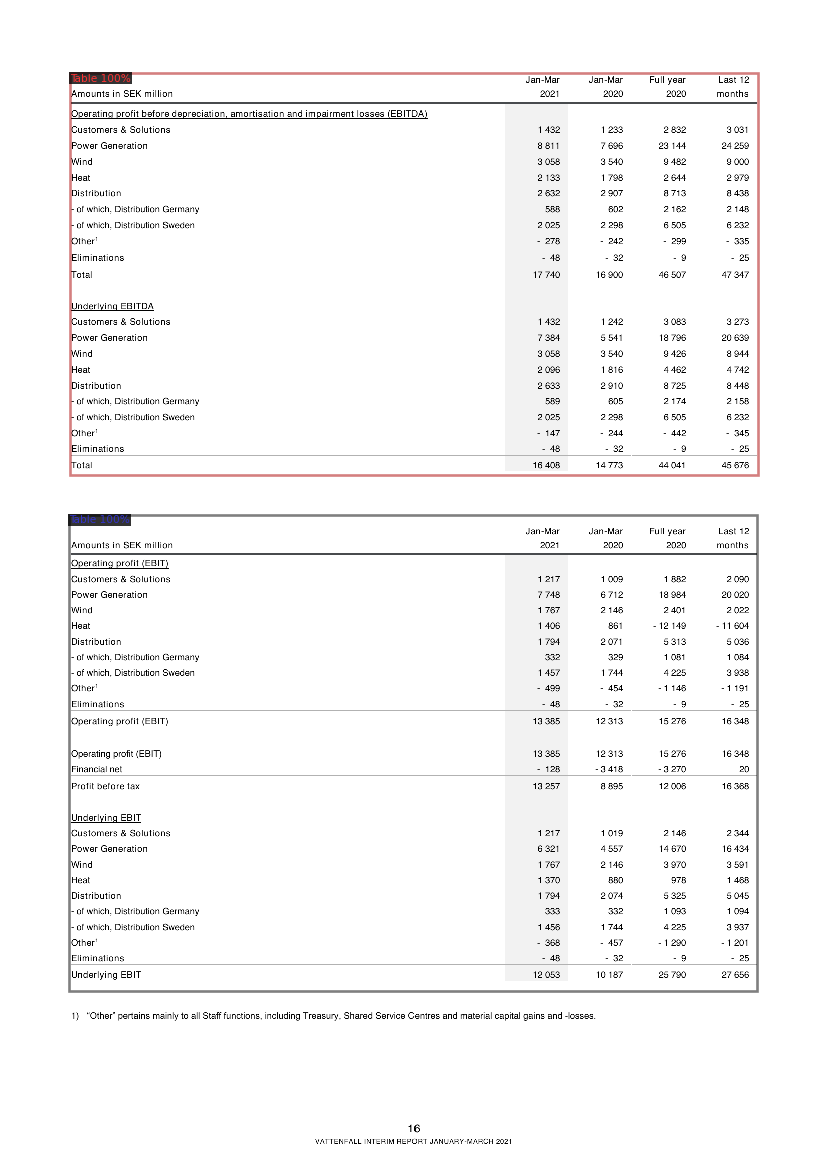 Table 100%
Jan-Mar Jan-Mar Full year Last 12
Amounts in SEK million 2021 2020 2020 months
Operating profit before depreciation, amortisation and impairment losses (EBITDA)
Customers & Solutions 1 432 1 233 2 832 3 031
Power Generation 8 811 7 696 23 144 24 259
Wind 3 058 3 540 9 482 9 000
Heat 2 133 1 798 2 644 2 979
Distribution 2 632 2 907 8 713 8 438
- of which, Distribution Germany 588 602 2 162 2 148
- of which, Distribution Sweden 2 025 2 298 6 505 6 232
Other¹ - 278 - 242 - 299 - 335
Eliminations - 48 - 32 - 9 - 25
Total 17 740 16 900 46 507 47 347
Underlying EBITDA
Customers & Solutions 1 432 1 242 3 083 3 273
Power Generation 7 384 5 541 18 796 20 639
Wind 3 058 3 540 9 426 8 944
Heat 2 096 1 816 4 462 4 742
Distribution 2 633 2 910 8 725 8 448
- of which, Distribution Germany 589 605 2 174 2 158
- of which, Distribution Sweden 2 025 2 298 6 505 6 232
Other¹ - 147 - 244 - 442 - 345
Eliminations - 48 - 32 - 9 - 25
Total 16 408 14 773 44 041 45 676
Table 100%
Jan-Mar Jan-Mar Full year Last 12
Amounts in SEK million 2021 2020 2020 months
Operating profit (EBIT)
Customers & Solutions 1 217 1 009 1 882 2 090
Power Generation 7 748 6 712 18 984 20 020
Wind 1 767 2 146 2 401 2 022
Heat 1 406 861 - 12 149 - 11 604
Distribution 1 794 2 071 5 313 5 036
- of which, Distribution Germany 332 329 1 081 1 084
- of which, Distribution Sweden 1 457 1 744 4 225 3 938
Other¹ - 499 - 454 - 1 146 - 1 191
Eliminations - 48 - 32 - 9 - 25
Operating profit (EBIT) 13 385 12 313 15 276 16 348
Operating profit (EBIT) 13 385 12 313 15 276 16 348
Financial net - 128 - 3 418 - 3 270 20
Profit before tax 13 257 8 895 12 006 16 368
Underlying EBIT
Customers & Solutions 1 217 1 019 2 146 2 344
Power Generation 6 321 4 557 14 670 16 434
Wind 1 767 2 146 3 970 3 591
Heat 1 370 880 978 1 468
Distribution 1 794 2 074 5 325 5 045
- of which, Distribution Germany 333 332 1 093 1 094
- of which, Distribution Sweden 1 456 1 744 4 225 3 937
Other¹ - 368 - 457 - 1 290 - 1 201
Eliminations - 48 - 32 - 9 - 25
Underlying EBIT 12 053 10 187 25 790 27 656
1) "Other" pertains mainly to all Staff functions, including Treasury, Shared Service Centres and material capital gains and -losses.
16
VATTENFALL INTERIM REPORT JANUARY-MARCH 2021